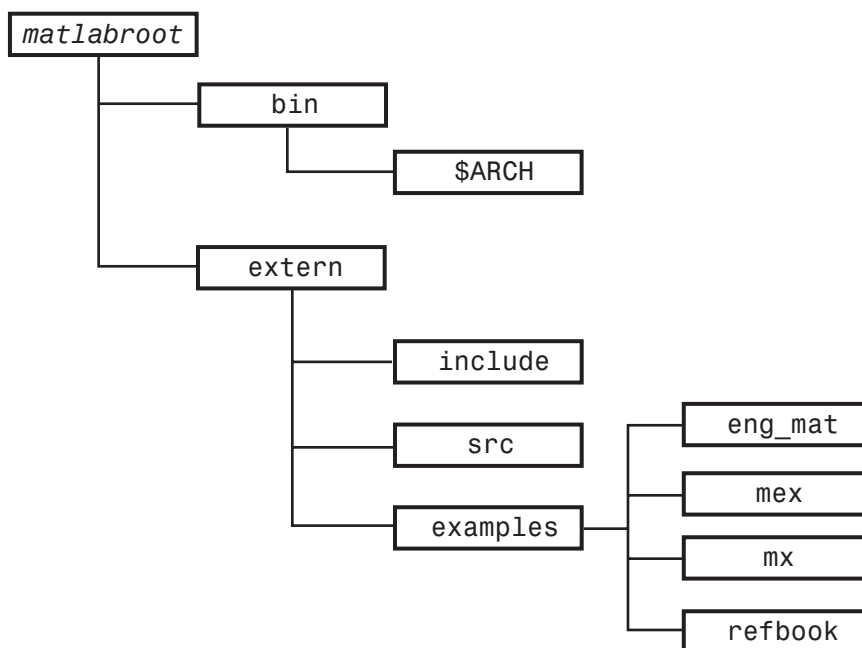 matlabroot
bin
$ARCH
extern
include
src
examples
eng_mat
mex
mx
refbook